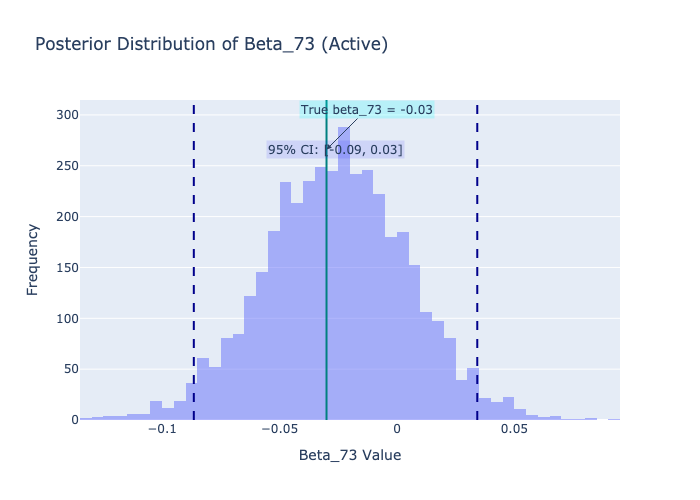 Posterior Distribution of Beta_73 (Active)
True beta_73 = -0.03
95% CI: [-0.09, 0.03]
Frequency
300
250
200
150
100
50
0
−0.1
−0.05
0
0.05
Beta_73 Value